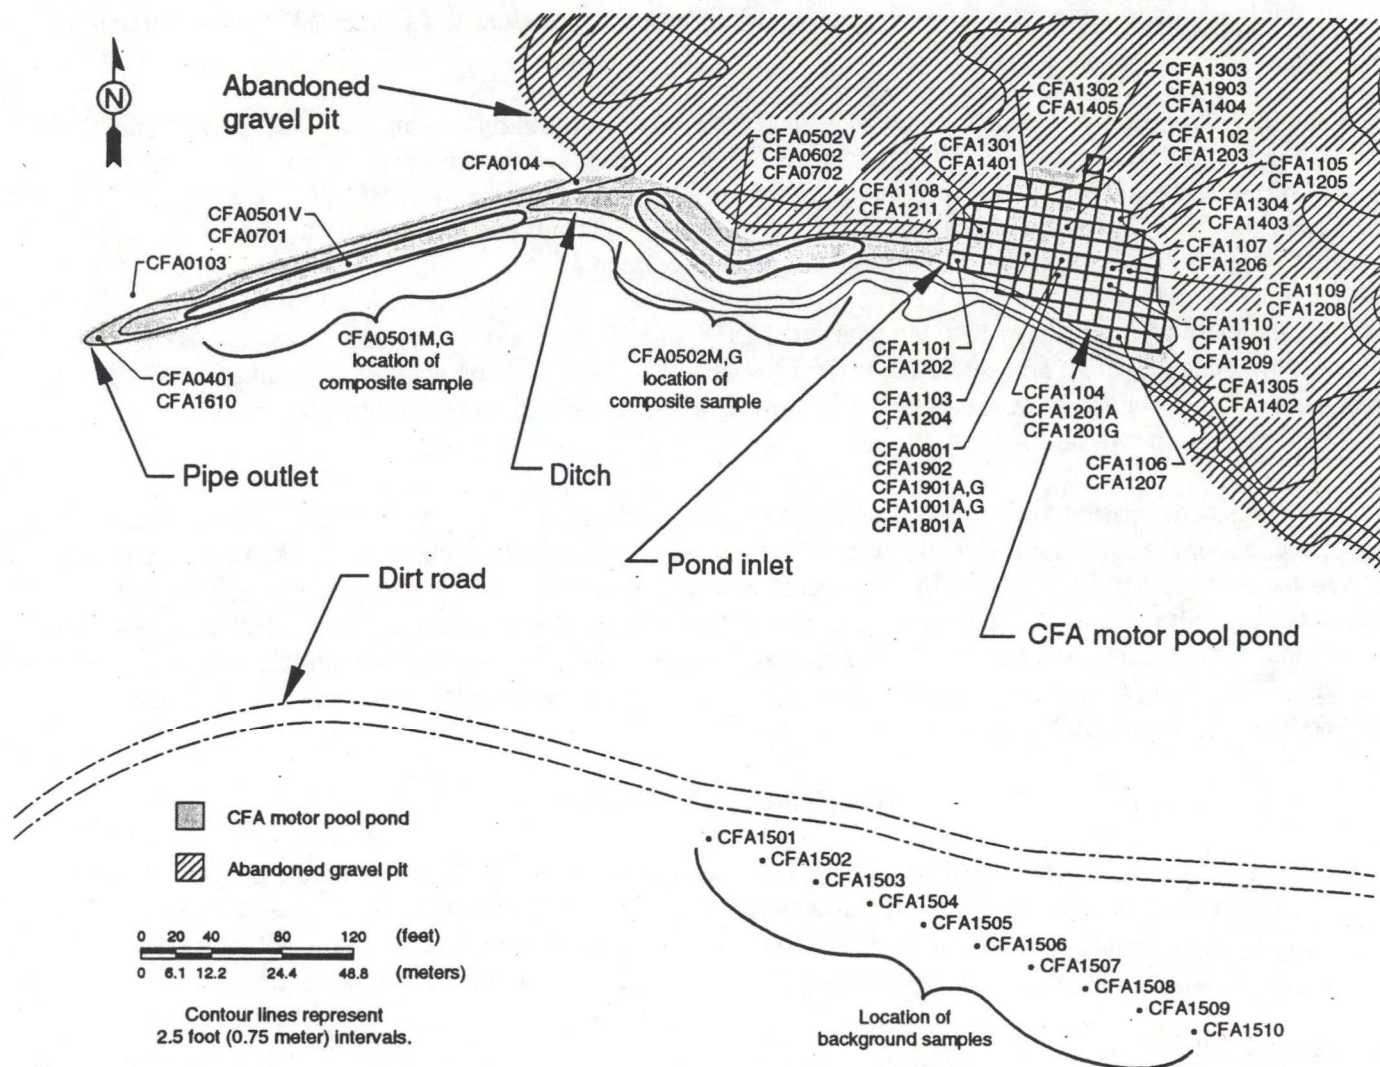 N
Abandoned
gravel pit
CFA0104
CFA0501V
CFA0701
CFA0103
CFA0502V
CFA0602
CFA0702
CFA1302
CFA1405
CFA1303
CFA1903
CFA1404
CFA1102
CFA1203
CFA1301
CFA1401
CFA1105
CFA1205
CFA1108
CFA1211
CFA1304
CFA1403
CFA1107
CFA1206
CFA1109
CFA1208
CFA1110
CFA1901
CFA1209
CFA1305
CFA1402
CFA0401
CFA1610
CFA0501M,G
location of
composite sample
CFA0502M,G
location of
composite sample
CFA1101
CFA1202
CFA1103
CFA1204
CFA1104
CFA1201A
CFA1201G
CFA0801
CFA1902
CFA1901A,G
CFA1001A,G
CFA1801A
CFA1106
CFA1207
Pipe outlet
Ditch
Pond inlet
CFA motor pool pond
Dirt road
CFA motor pool pond
Abandoned gravel pit
0 20 40 80 120 (feet)
0 6.1 12.2 24.4 48.8 (meters)
Contour lines represent
2.5 foot (0.75 meter) intervals.
CFA1501
CFA1502
CFA1503
CFA1504
CFA1505
CFA1506
CFA1507
CFA1508
CFA1509
CFA1510
Location of
background samples